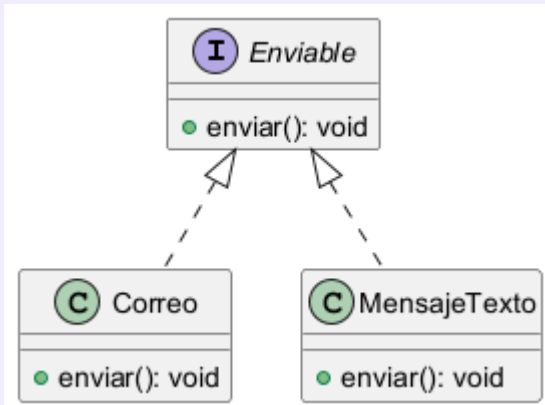 I Enviable
enviar(): void
C Correo
enviar(): void
C MensajeTexto
enviar(): void